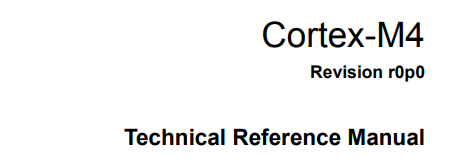 Cortex-M4
Revision r0p0
Technical Reference Manual